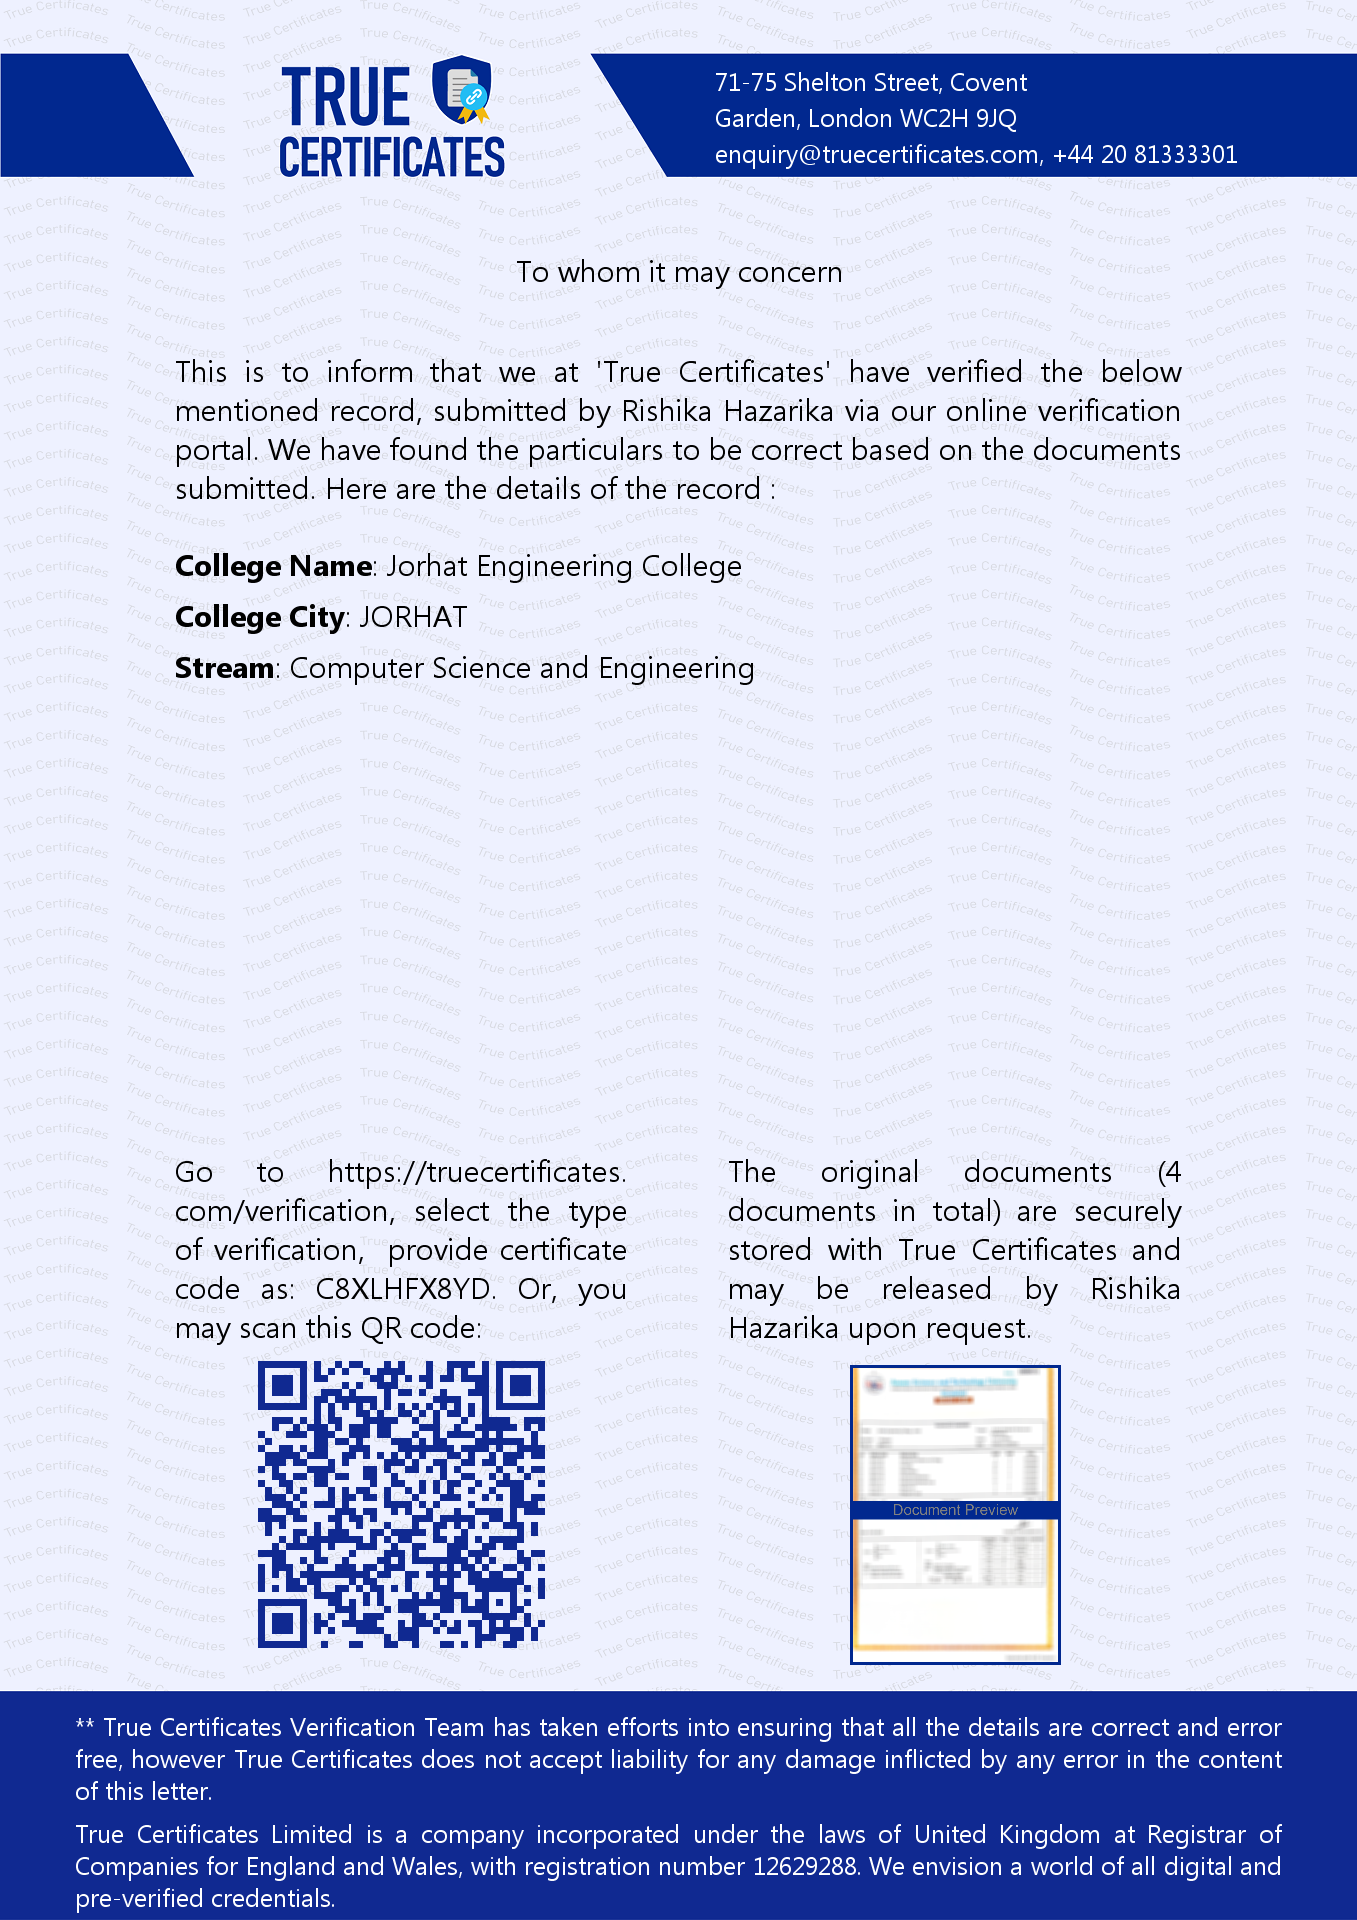 TRUE
CERTIFICATES
71-75 Shelton Street, Covent
Garden, London WC2H 9JQ
enquiry@truecertificates.com, +44 20 81333301
To whom it may concern
This is to inform that we at 'True Certificates' have verified the below
mentioned record, submitted by Rishika Hazarika via our online verification
portal. We have found the particulars to be correct based on the documents
submitted. Here are the details of the record :
College Name: Jorhat Engineering College
College City: JORHAT
Stream: Computer Science and Engineering
Go to https://truecertificates.
com/verification, select the type
of verification, provide certificate
code as: C8XLHFX8YD. Or, you
may scan this QR code:
The original documents (4
documents in total) are securely
stored with True Certificates and
may be released by Rishika
Hazarika upon request.
Document Preview
** True Certificates Verification Team has taken efforts into ensuring that all the details are correct and error
free, however True Certificates does not accept liability for any damage inflicted by any error in the content
of this letter.
True Certificates Limited is a company incorporated under the laws of United Kingdom at Registrar of
Companies for England and Wales, with registration number 12629288. We envision a world of all digital and
pre-verified credentials.